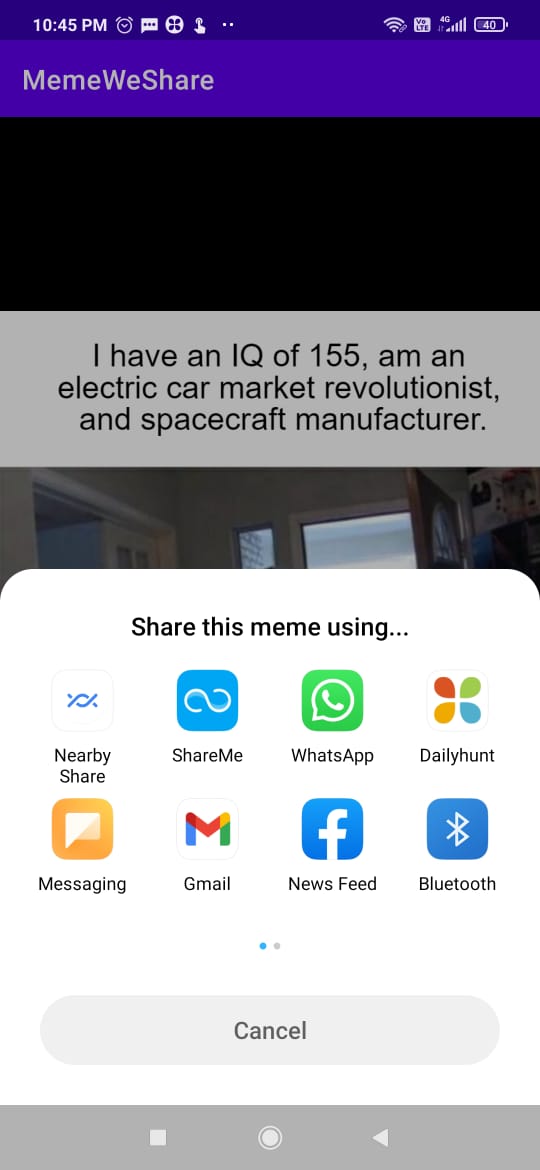 10:45 PM
Vo
LTE
4G
40
MemeWeShare
I have an IQ of 155, am an
electric car market revolutionist,
and spacecraft manufacturer.
Share this meme using...
Nearby
Share
ShareMe
WhatsApp
Dailyhunt
Messaging
Gmail
News Feed
Bluetooth
Cancel